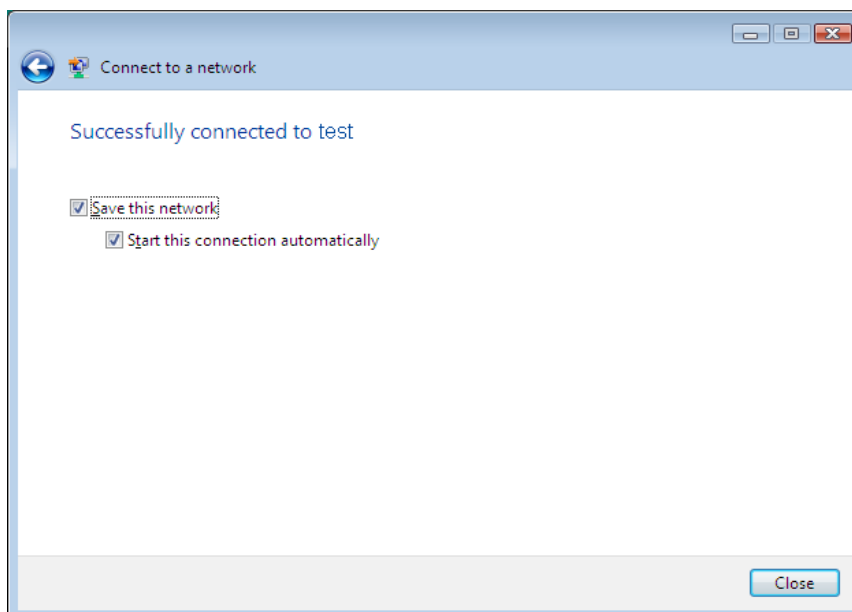 Connect to a network
Successfully connected to test
Save this network
Start this connection automatically
Close